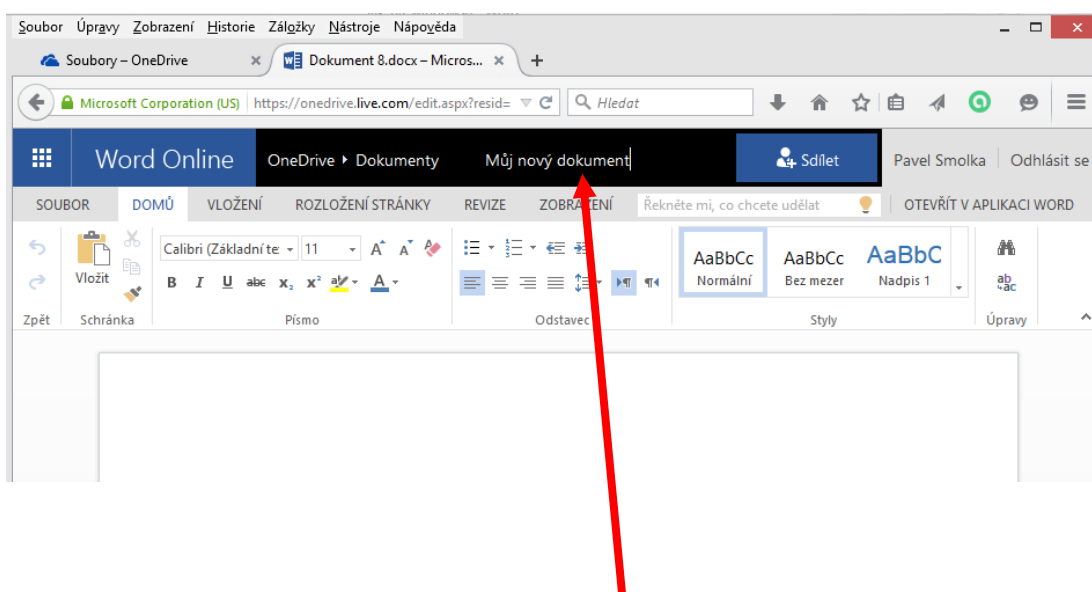 Soubor Úpravy Zobrazení Historie Záložky Nástroje Nápověda
Soubory – OneDrive × Dokument 8.docx – Micros... × +
Microsoft Corporation (US) https://onedrive.live.com/edit.aspx?resid= Hledat
Word Online OneDrive Dokumenty Můj nový dokument Sdílet Pavel Smolka Odhlásit se
SOUBOR DOMŮ VLOŽENÍ ROZLOŽENÍ STRÁNKY REVIZE ZOBRAZENÍ Řekněte mi, co chcete udělat OTEVŘÍT V APLIKACI WORD
Calibri (Základní te 11 A A
AaBbCc AaBbCc AaBbC
Vložit B I U abc x₂ x² ab A Normální Bez mezer Nadpis 1 ab ac
Zpět Schránka Písmo Odstavec Styly Úpravy